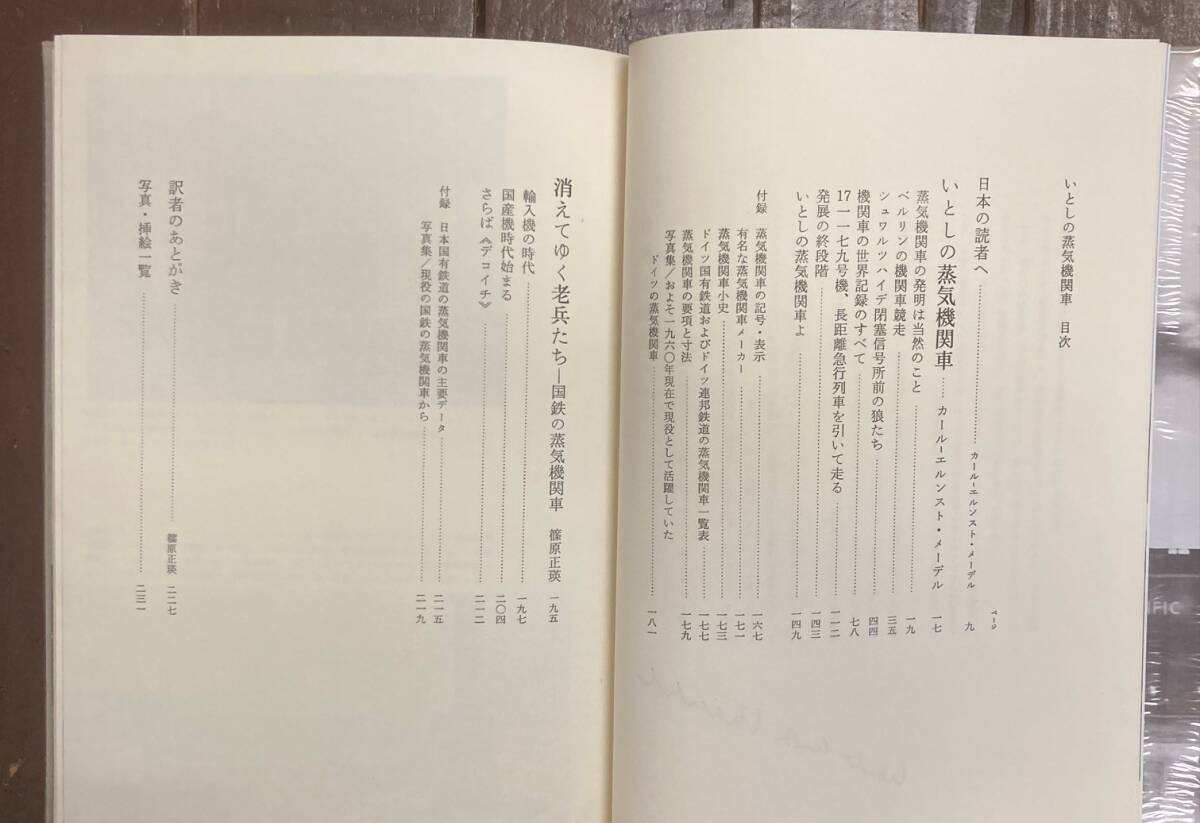 いとしの蒸気機関車 目次
ページ
日本の読者へ……カール=エルンスト・メーデル 九
いとしの蒸気機関車……カール=エルンスト・メーデル 一七
蒸気機関車の発明は当然のこと……一九
ベルリンの機関車競走……三五
シュワルツハイデ閉塞信号所前の狼たち……四四
機関車の世界記録のすべて……七八
17一一七九号機、長距離急行列車を引いて走る……一一二
発展の終段階……一四三
いとしの蒸気機関車よ……一四九
付録 蒸気機関車の記号・表示……一六七
有名な蒸気機関車メーカー……一七一
蒸気機関車小史……一七三
ドイツ国有鉄道およびドイツ連邦鉄道の蒸気機関車一覧表……一七七
蒸気機関車の要項と寸法……一七九
写真集/およそ一九六〇年現在で現役として活躍していた
ドイツの蒸気機関車……一八一
消えてゆく老兵たち—国鉄の蒸気機関車 篠原正瑛 一九五
輸入機の時代……一九七
国産機時代始まる……二〇四
さらば《デコイチ》……二一二
付録 日本国有鉄道の蒸気機関車の主要データ……二一五
写真集/現役の国鉄の蒸気機関車から……二一九
訳者のあとがき……篠原正瑛 二二七
写真・挿絵一覧……二三一
IFIC